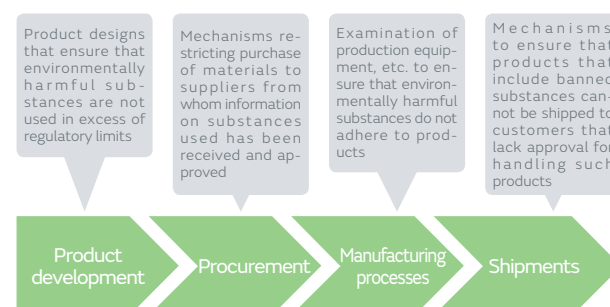 Product designs
that ensure that
environmentally
harmful sub-
stances are not
used in excess of
regulatory limits
Mechanisms re-
stricting purchase
of materials to
suppliers from
whom information
on substances
used has been
received and ap-
proved
Examination of
production equip-
ment, etc. to en-
sure that environ-
mentally harmful
substances do not
adhere to prod-
ucts
Mechanisms
to ensure that
products that
include banned
substances can-
not be shipped to
customers that
lack approval for
handling such
products
Product
development
Procurement
Manufacturing
processes
Shipments